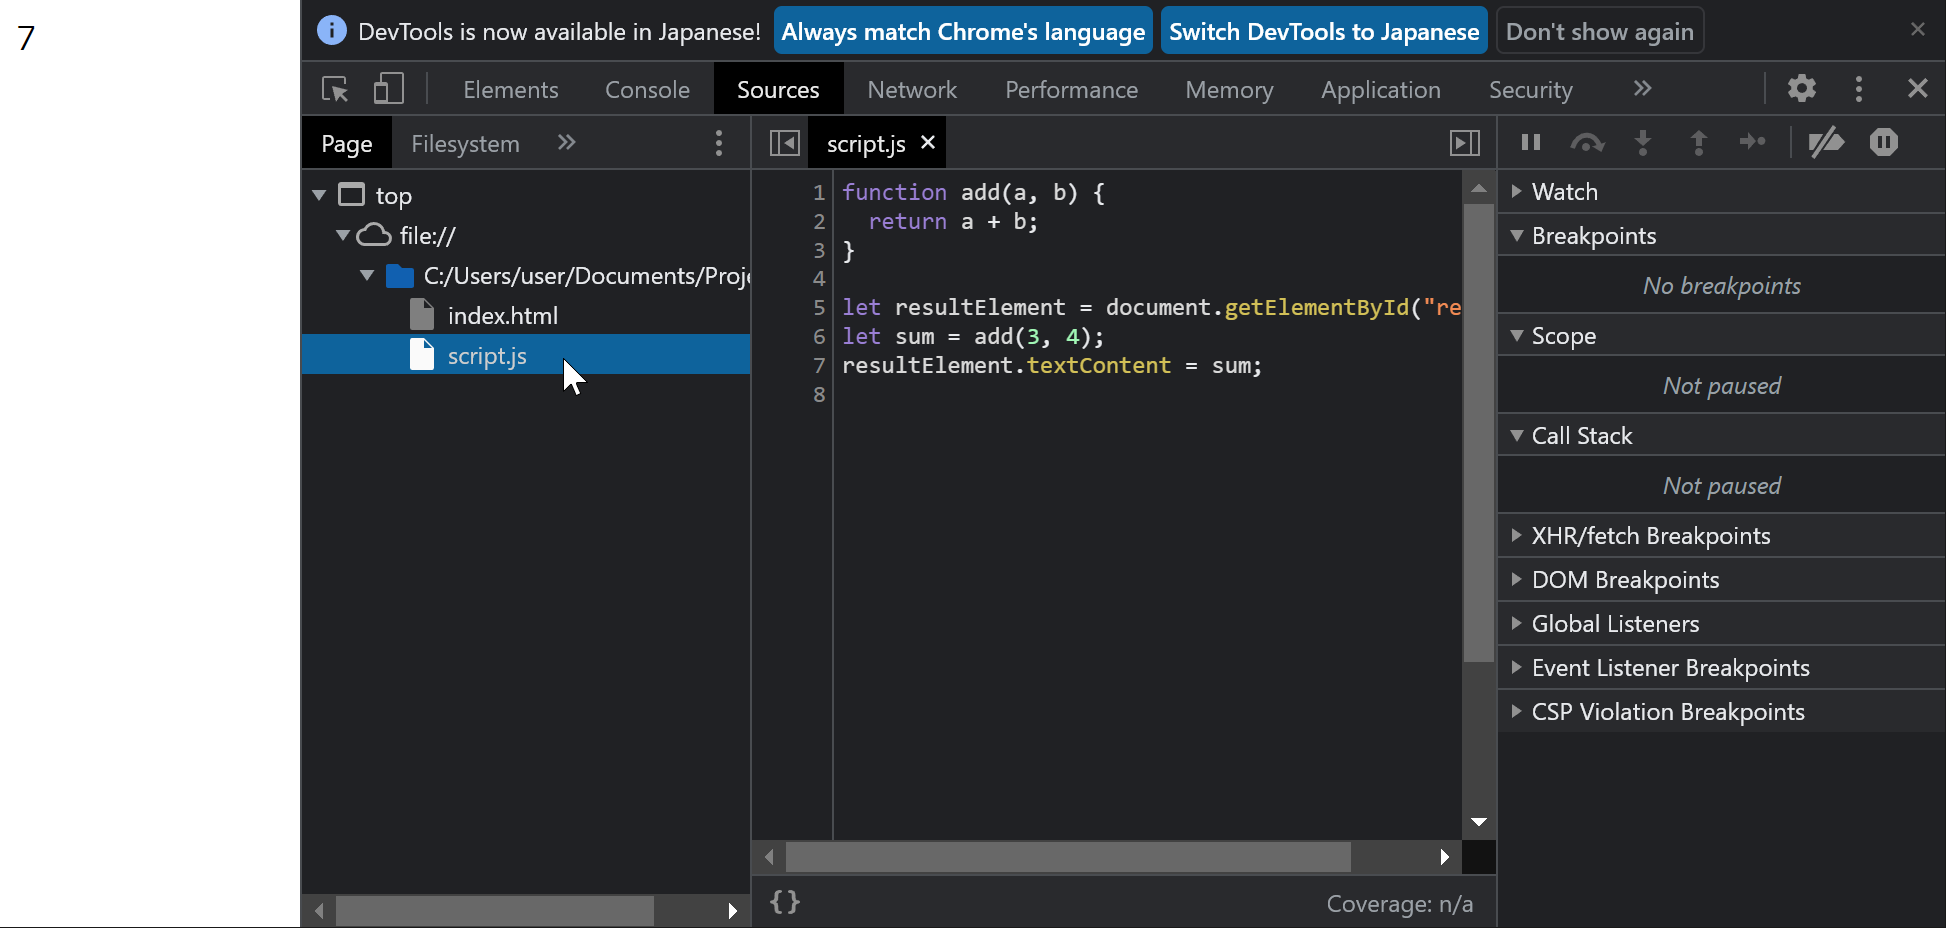 7
DevTools is now available in Japanese! Always match Chrome's language Switch DevTools to Japanese Don't show again
Elements Console Sources Network Performance Memory Application Security
Page Filesystem
top
file://
C:/Users/user/Documents/Proje
index.html
script.js
script.js
1 function add(a, b) {
2   return a + b;
3 }
4
5 let resultElement = document.getElementById("re
6 let sum = add(3, 4);
7 resultElement.textContent = sum;
8
{} Coverage: n/a
Watch
Breakpoints
No breakpoints
Scope
Not paused
Call Stack
Not paused
XHR/fetch Breakpoints
DOM Breakpoints
Global Listeners
Event Listener Breakpoints
CSP Violation Breakpoints